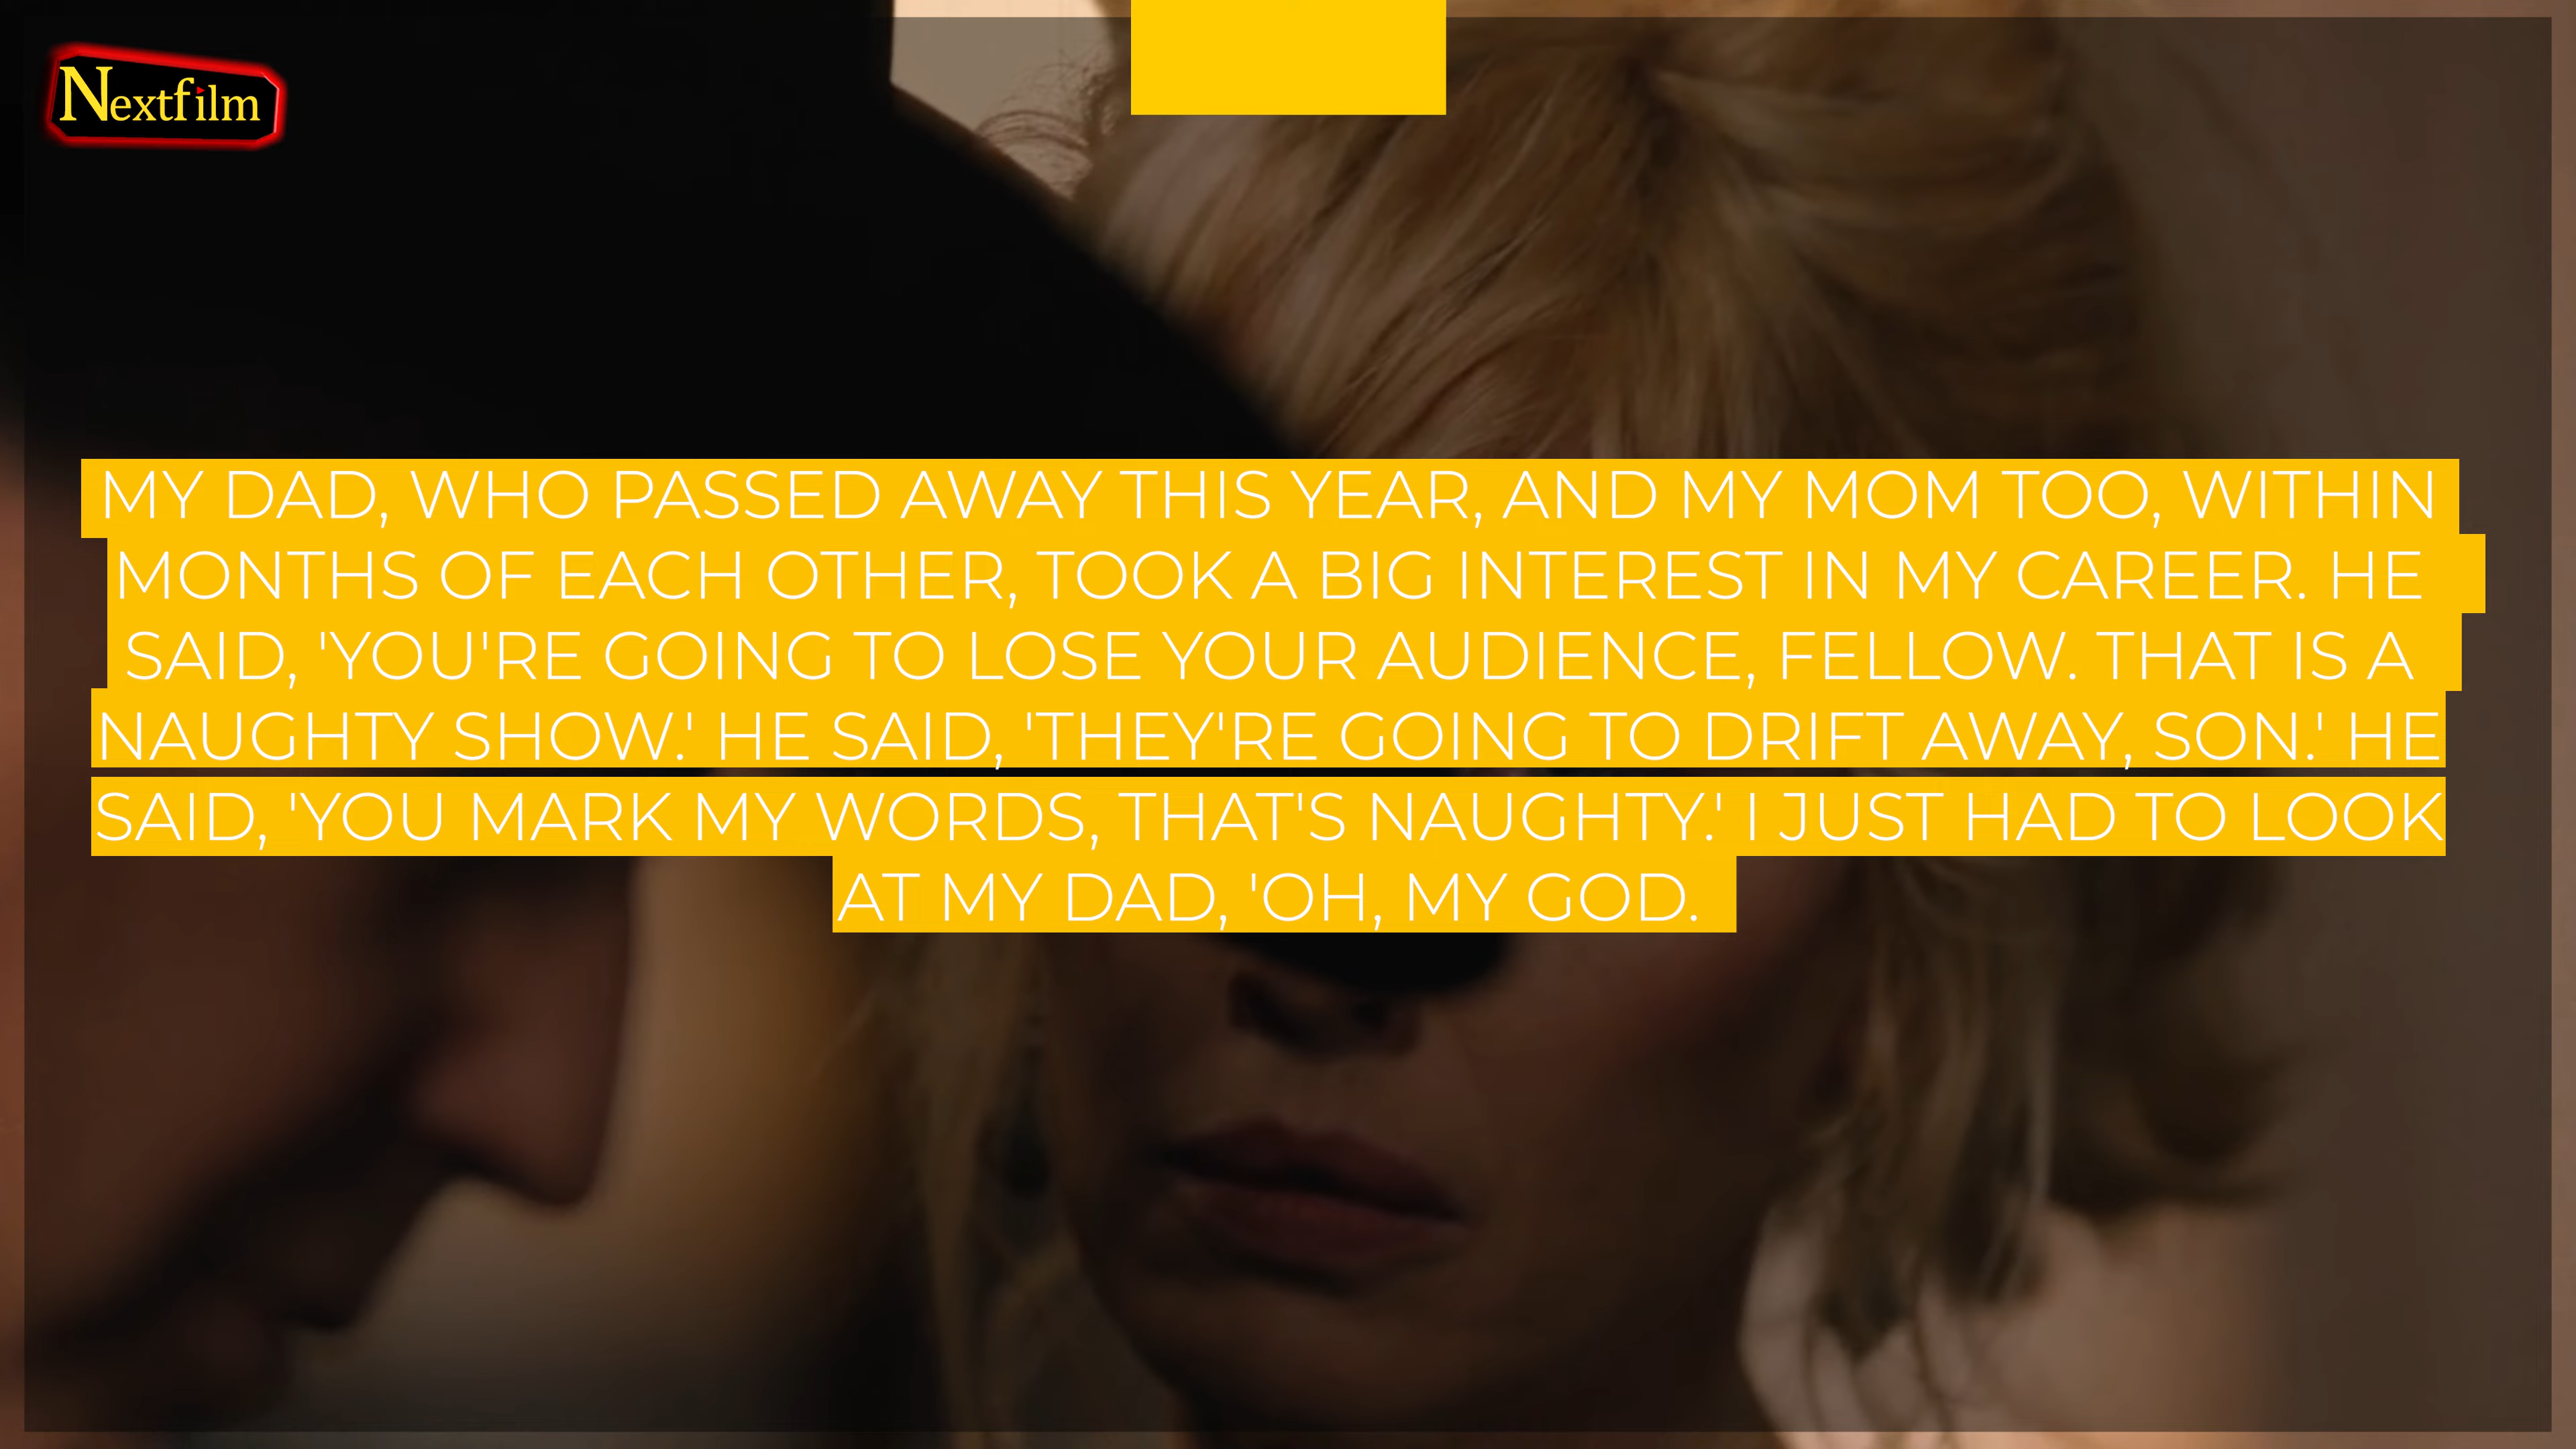 Nextfilm
MY DAD, WHO PASSED AWAY THIS YEAR, AND MY MOM TOO, WITHIN
MONTHS OF EACH OTHER, TOOK A BIG INTEREST IN MY CAREER. HE
SAID, 'YOU'RE GOING TO LOSE YOUR AUDIENCE, FELLOW. THAT IS A
NAUGHTY SHOW.' HE SAID, 'THEY'RE GOING TO DRIFT AWAY, SON.' HE
SAID, 'YOU MARK MY WORDS, THAT'S NAUGHTY.' I JUST HAD TO LOOK
AT MY DAD, 'OH, MY GOD.